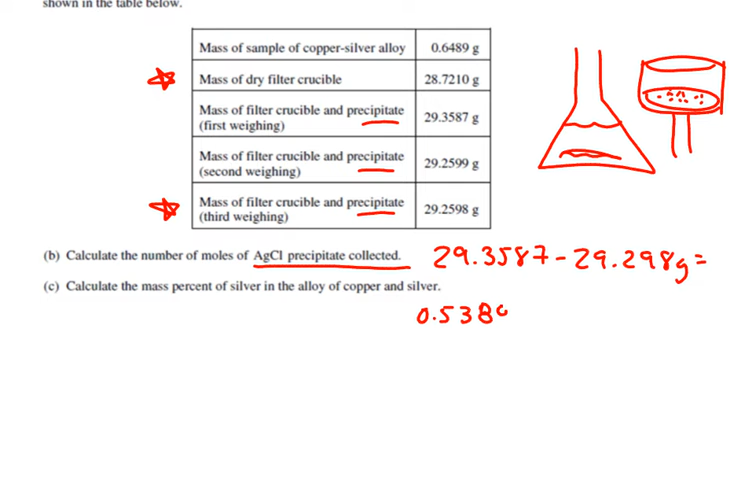 shown in the table below.
Mass of sample of copper-silver alloy 0.6489 g
Mass of dry filter crucible 28.7210 g
Mass of filter crucible and precipitate
(first weighing) 29.3587 g
Mass of filter crucible and precipitate
(second weighing) 29.2599 g
Mass of filter crucible and precipitate
(third weighing) 29.2598 g
(b) Calculate the number of moles of AgCl precipitate collected. 29.3587 - 29.298g =
(c) Calculate the mass percent of silver in the alloy of copper and silver.
0.538